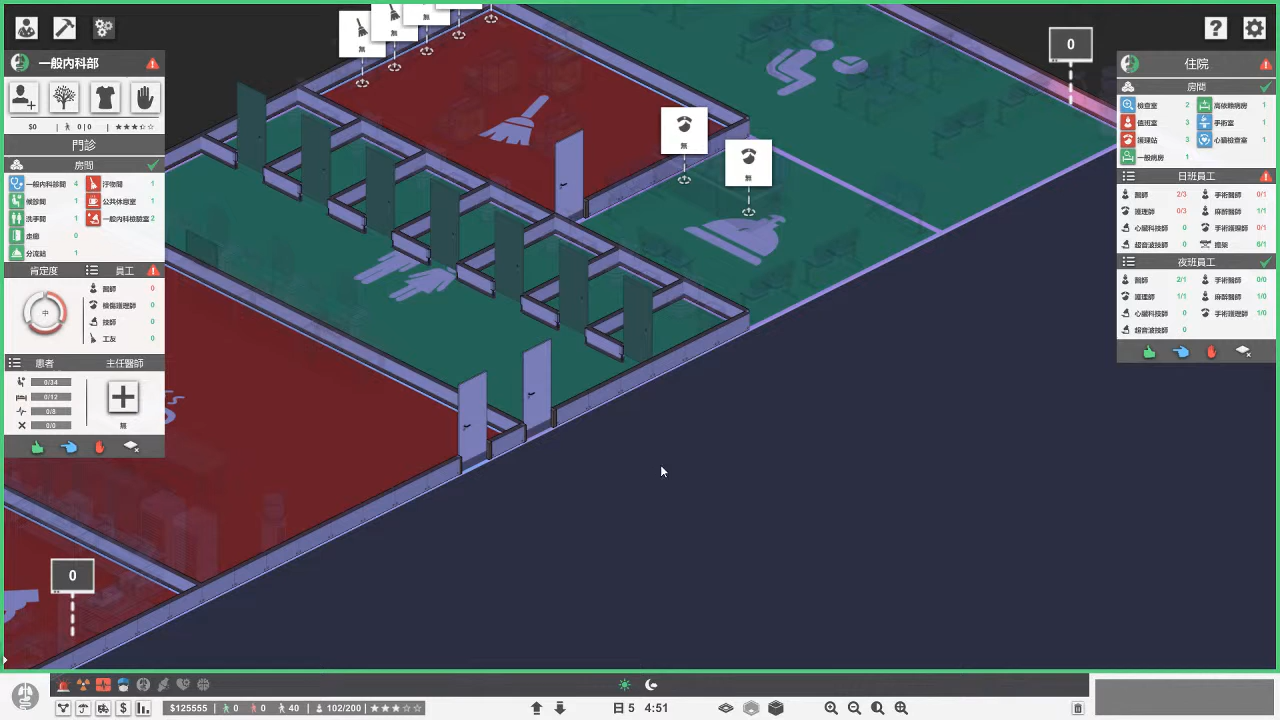 一般內科部
$0
0 | 0
門診
房間
一般內科診間 4
汙物間 1
候診間 1
公共休息室 1
洗手間 1
一般內科檢驗室 2
走廊 0
分流站 1
肯定度
員工
中
醫師 0
機傷護理師 0
技師 0
工友 0
患者
主任醫師
0/34
0/12
0/8
0/0
無
無
無
無
無
無
0
0
住院
房間
檢查室 2
高依賴病房 1
值班室 3
手術室 1
護理站 3
心臟檢查室 1
一般病房 1
日班員工
醫師 2/3
手術醫師 0/1
護理師 0/3
麻醉醫師 1/1
心臟科技師 0
手術護理師 0/1
超音波技師 0
擔架 6/1
夜班員工
醫師 2/1
手術醫師 0/0
護理師 1/1
麻醉醫師 1/0
心臟科技師 0
手術護理師 1/0
超音波技師 0
$125555
0
0
40
102/200
日 5 4:51